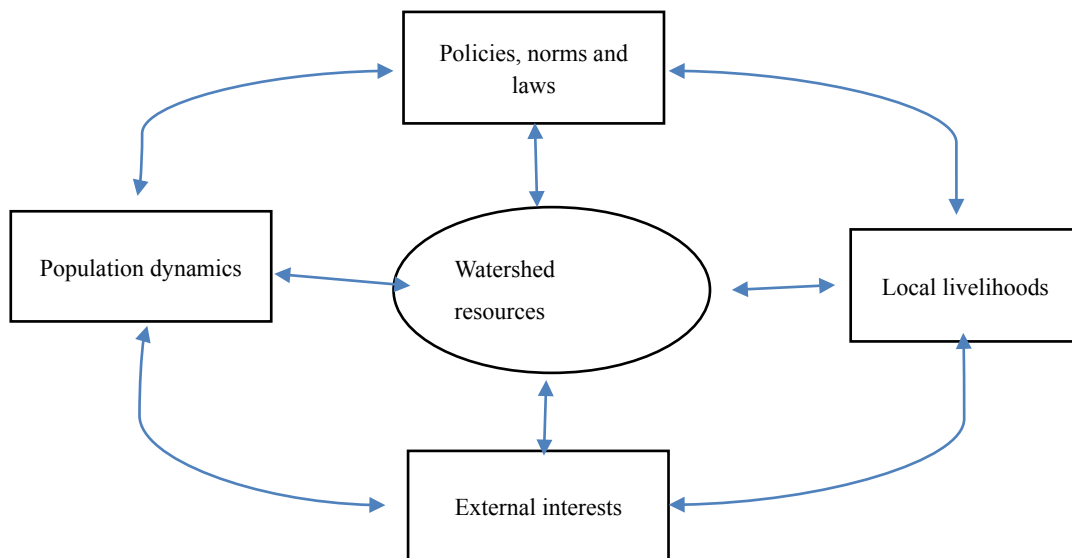 Policies, norms and
laws
Population dynamics
Watershed
resources
Local livelihoods
External interests